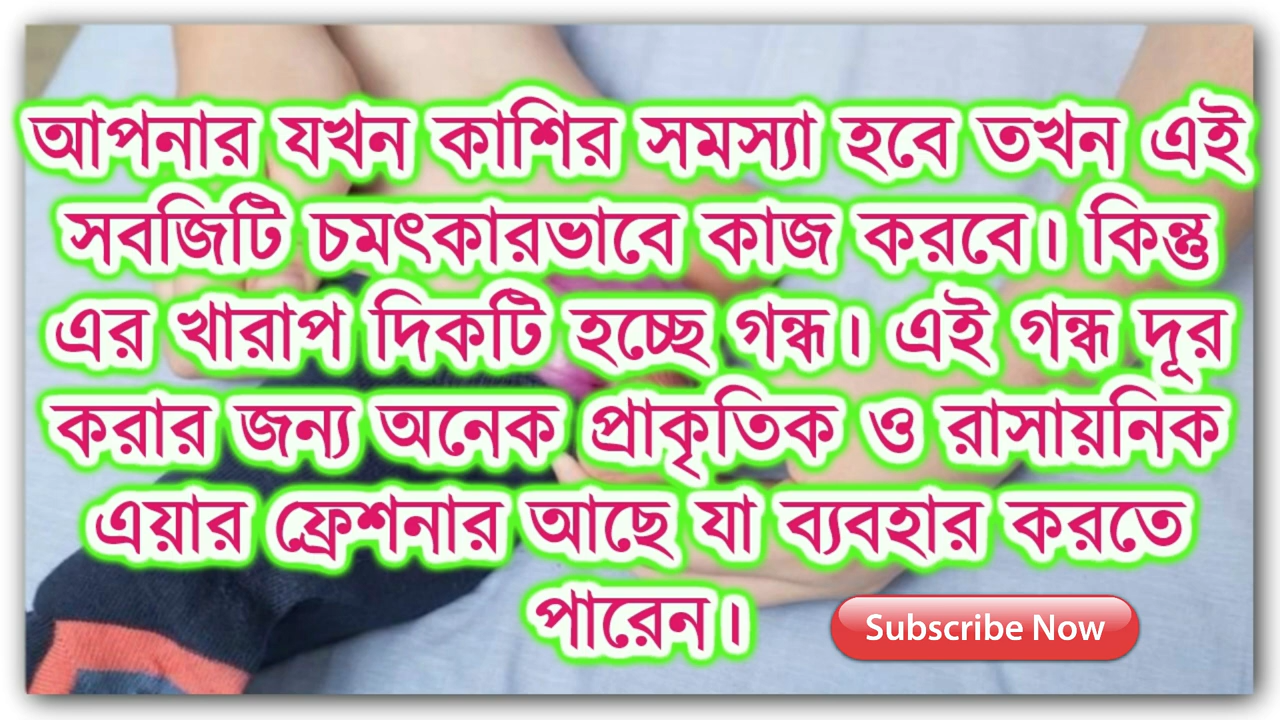 আপনার যখন কাশির সমস্যা হবে তখন এই
সবজিটি চমৎকারভাবে কাজ করবে। কিন্তু
এর খারাপ দিকটি হচ্ছে গন্ধ। এই গন্ধ দূর
করার জন্য অনেক প্রাকৃতিক ও রাসায়নিক
এয়ার ফ্রেশনার আছে যা ব্যবহার করতে
পারেন।
Subscribe Now